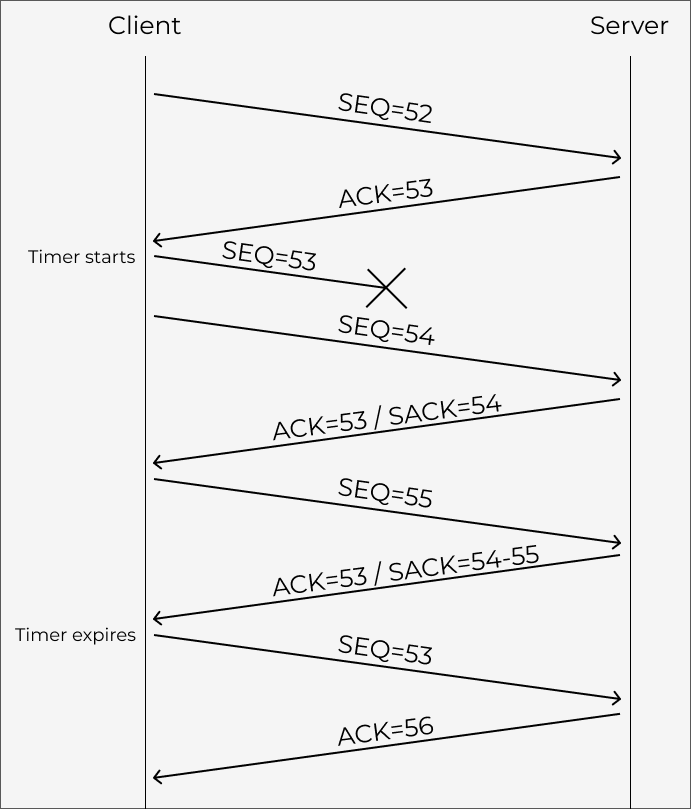 Client
Server
SEQ=52
ACK=53
Timer starts
SEQ=53
SEQ=54
ACK=53 / SACK=54
SEQ=55
ACK=53 / SACK=54-55
Timer expires
SEQ=53
ACK=56